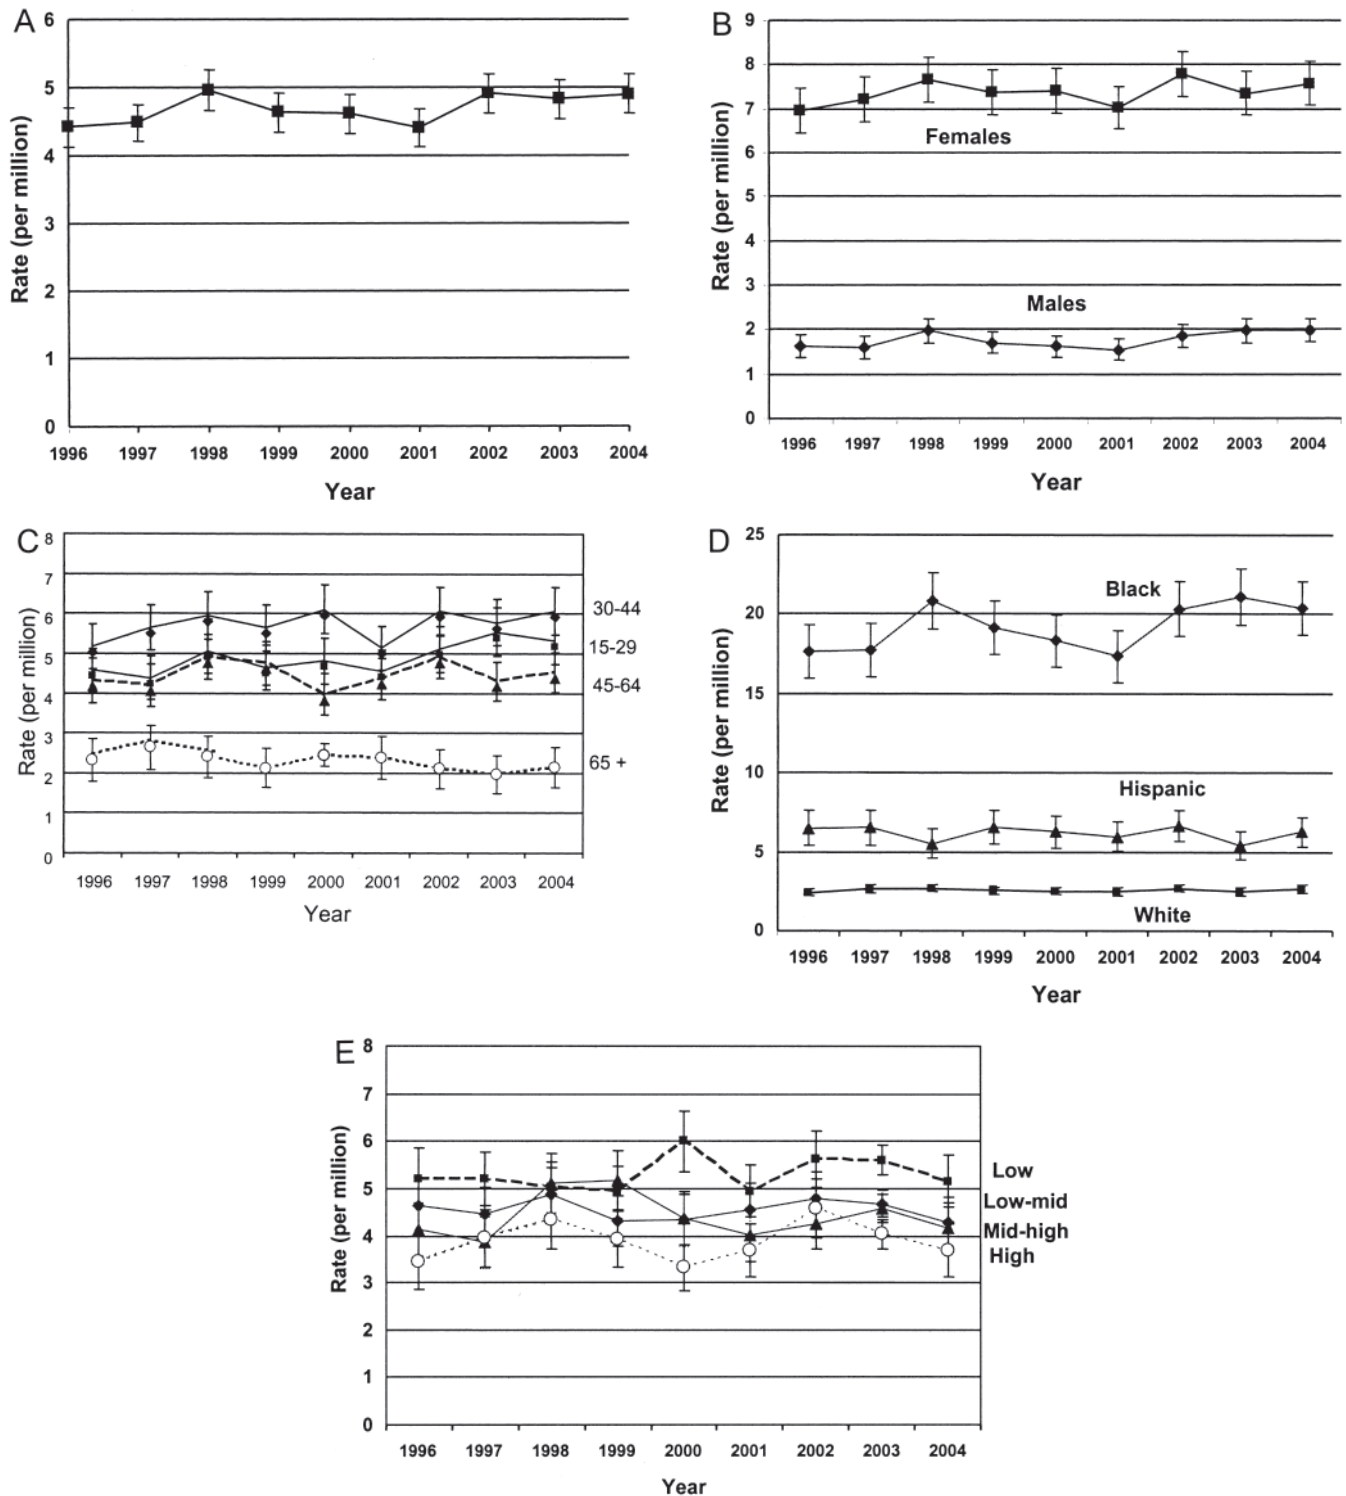 A
6
5
4
3
2
1
0
Rate (per million)
1996 1997 1998 1999 2000 2001 2002 2003 2004
Year
B
9
8
7
6
5
4
3
2
1
0
Rate (per million)
Females
Males
1996 1997 1998 1999 2000 2001 2002 2003 2004
Year
C
8
7
6
5
4
3
2
1
0
Rate (per million)
30-44
15-29
45-64
65 +
1996 1997 1998 1999 2000 2001 2002 2003 2004
Year
D
25
20
15
10
5
0
Rate (per million)
Black
Hispanic
White
1996 1997 1998 1999 2000 2001 2002 2003 2004
Year
E
8
7
6
5
4
3
2
1
0
Rate (per million)
Low
Low-mid
Mid-high
High
1996 1997 1998 1999 2000 2001 2002 2003 2004
Year